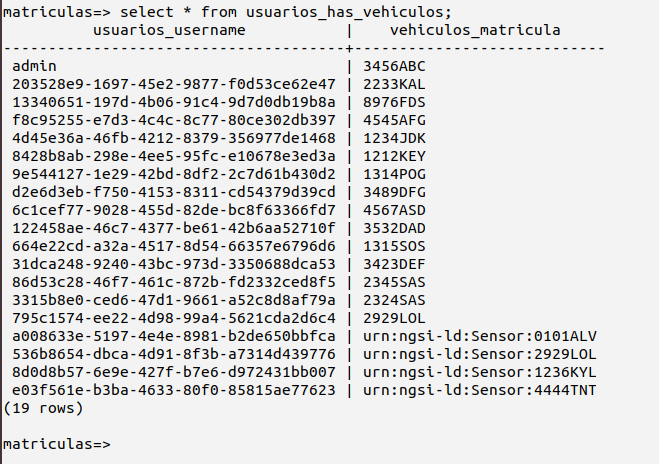 matriculas=> select * from usuarios_has_vehiculos;
usuarios_username | vehiculos_matricula
--------------------------------------+----------------------------
admin | 3456ABC
203528e9-1697-45e2-9877-f0d53ce62e47 | 2233KAL
13340651-197d-4b06-91c4-9d7d0db19b8a | 8976FDS
f8c95255-e7d3-4c4c-8c77-80ce302db397 | 4545AFG
4d45e36a-46fb-4212-8379-356977de1468 | 1234JDK
8428b8ab-298e-4ee5-95fc-e10678e3ed3a | 1212KEY
9e544127-1e29-42bd-8df2-2c7d61b430d2 | 1314POG
d2e6d3eb-f750-4153-8311-cd54379d39cd | 3489DFG
6c1cef77-9028-455d-82de-bc8f63366fd7 | 4567ASD
122458ae-46c7-4377-be61-42b6aa52710f | 3532DAD
664e22cd-a32a-4517-8d54-66357e6796d6 | 1315SOS
31dca248-9240-43bc-973d-3350688dca53 | 3423DEF
86d53c28-46f7-461c-872b-fd2332ced8f5 | 2345SAS
3315b8e0-ced6-47d1-9661-a52c8d8af79a | 2324SAS
795c1574-ee22-4d98-99a4-5621cda2d6c4 | 2929LOL
a008633e-5197-4e4e-8981-b2de650bbfca | urn:ngsi-ld:Sensor:0101ALV
536b8654-dbca-4d91-8f3b-a7314d439776 | urn:ngsi-ld:Sensor:2929LOL
8d0d8b57-6e9e-427f-b7e6-d972431bb007 | urn:ngsi-ld:Sensor:1236KYL
e03f561e-b3ba-4633-80f0-85815ae77623 | urn:ngsi-ld:Sensor:4444TNT
(19 rows)
matriculas=>